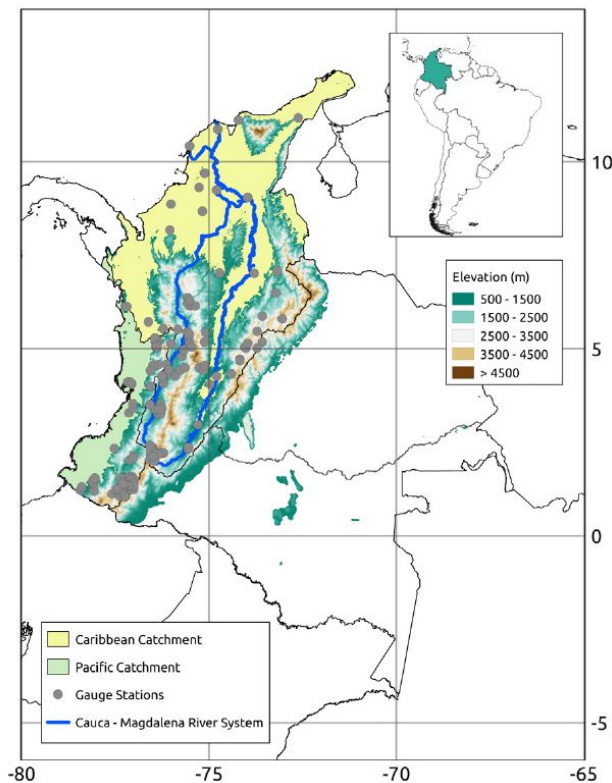 10
5
0
-5
Elevation (m)
500 - 1500
1500 - 2500
2500 - 3500
3500 - 4500
> 4500
Caribbean Catchment
Pacific Catchment
Gauge Stations
Cauca - Magdalena River System
-80
-75
-70
-65